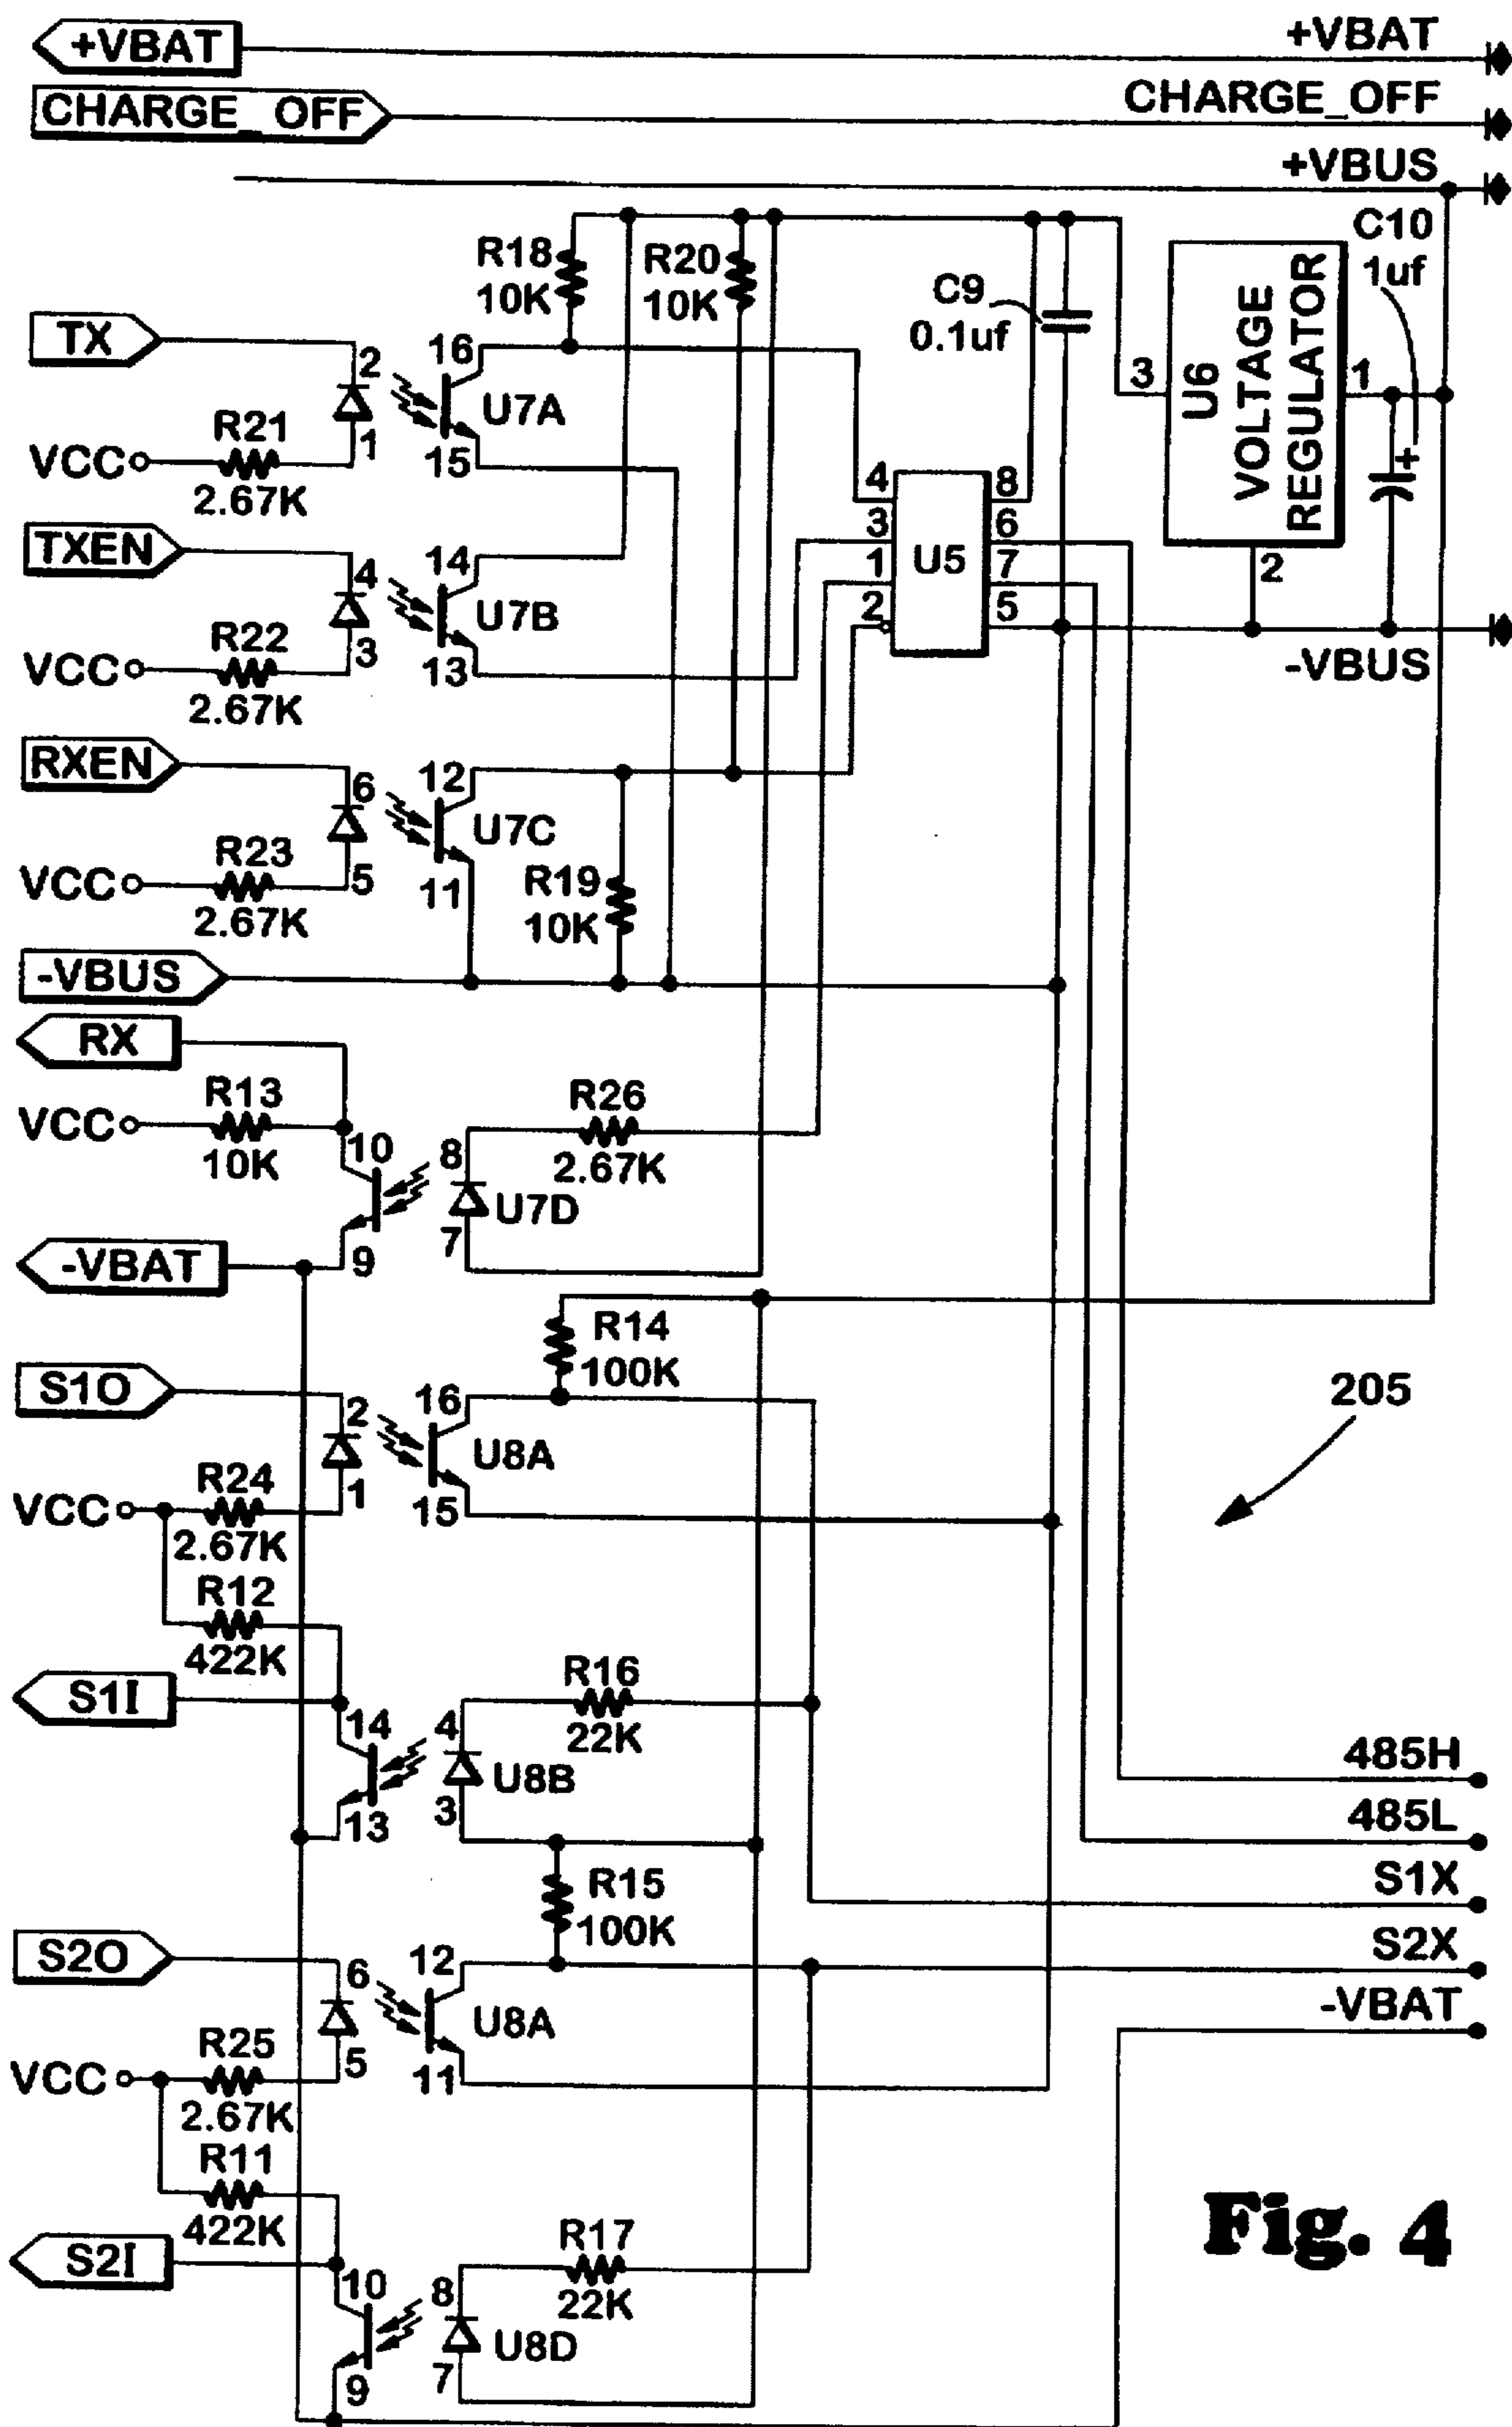 +VBAT +VBAT
CHARGE_ OFF CHARGE_OFF
+VBUS
C10
1uf
R18
10K
R20
10K
C9
0.1uf
TX
2
16
U7A
R21
1
15
VCC
2.67K
3
U6
VOLTAGE
REGULATOR
1
+
2
4
3
1
2
U5
8
6
7
5
TXEN
4
14
U7B
R22
3
13
VCC
2.67K
-VBUS
RXEN
6
12
U7C
R23
5
11
VCC
2.67K
R19
10K
-VBUS
RX
R13
VCC
10K
10
8
R26
2.67K
U7D
7
9
-VBAT
R14
100K
S1O
2
16
U8A
R24
1
15
VCC
2.67K
R12
422K
205
S1I
14
4
R16
22K
U8B
3
13
485H
485L
S1X
S2X
-VBAT
R15
100K
S2O
6
12
U8A
R25
5
11
VCC
2.67K
R11
422K
S2I
10
8
R17
22K
U8D
7
9
Fig. 4